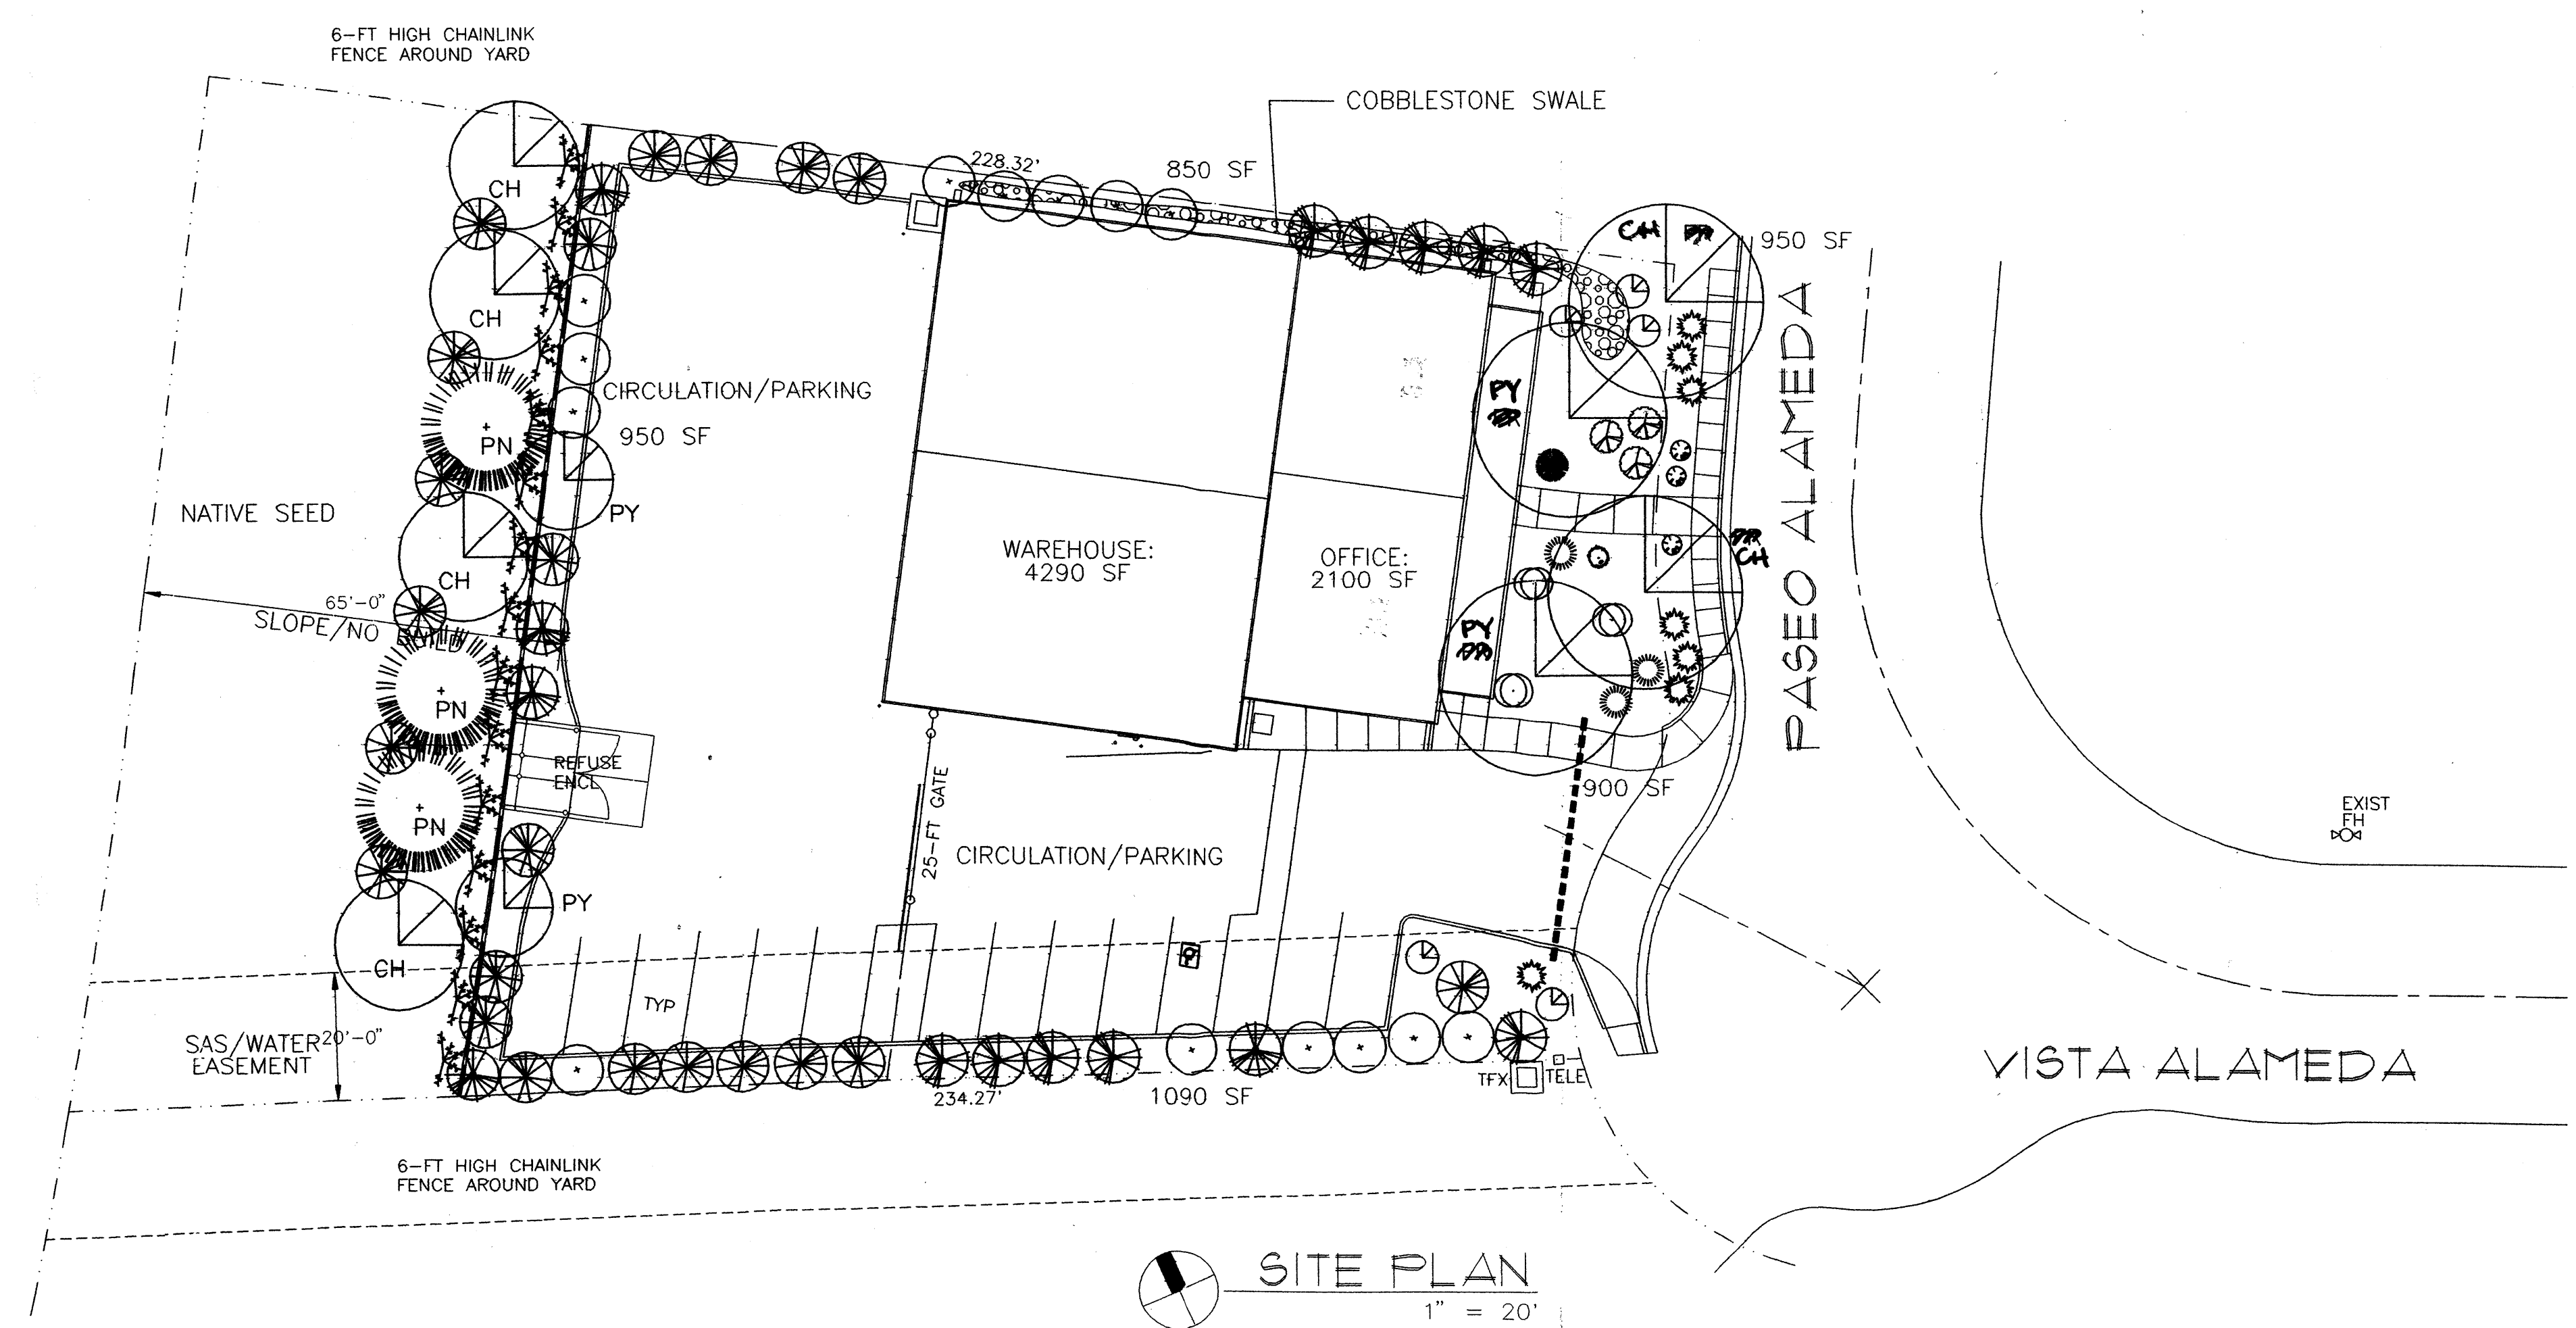 6-FT HIGH CHAINLINK
FENCE AROUND YARD
COBBLESTONE SWALE
228.32'
850 SF
CH
CH
950 SF
CH
PN
CIRCULATION/PARKING
950 SF
PY
PY
NATIVE SEED
PASEO ALAMEDA
WAREHOUSE:
4290 SF
OFFICE:
2100 SF
CH
CH
65'-0"
SLOPE/NO BUILD
PY
PN
REFUSE
ENCL
25-FT GATE
900 SF
EXIST
FH
PN
CIRCULATION/PARKING
PY
CH
TYP
SAS/WATER
EASEMENT
20'-0"
234.27'
1090 SF
TFX
TELE
VISTA ALAMEDA
6-FT HIGH CHAINLINK
FENCE AROUND YARD
SITE PLAN
1" = 20'